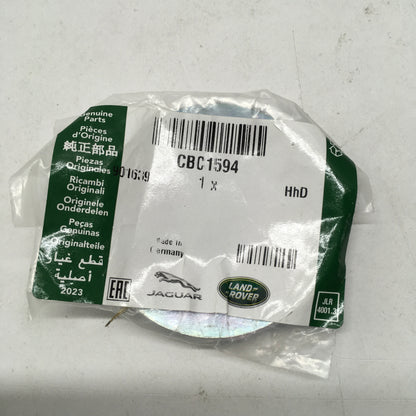 Genuine
Parts
Pièces
d'Origine
純正部品
Piezas
Originales
Ricambi
Originali
Originele
Onderdelen
Peças
Genuínas
Originalteile
قطع غيار
أصلية
2023
CBC1594
1 x
HhD
Made in
Germany
EAC
JAGUAR
LAND-
ROVER
JLR